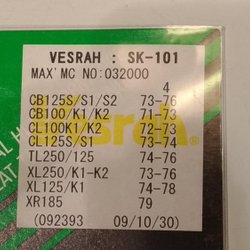 VESRAH : SK-101
MAX'MC NO:032000
4
CB125S/S1/S2 73-76
CB100/K1/K2 71-73
CL100K1/K2 72-73
CL125S/S1 73-74
TL250/125 74-76
XL250/K1-K2 73-76
XL125/K1 74-78
XR185 79
(092393 09/10/30)
Vesrah